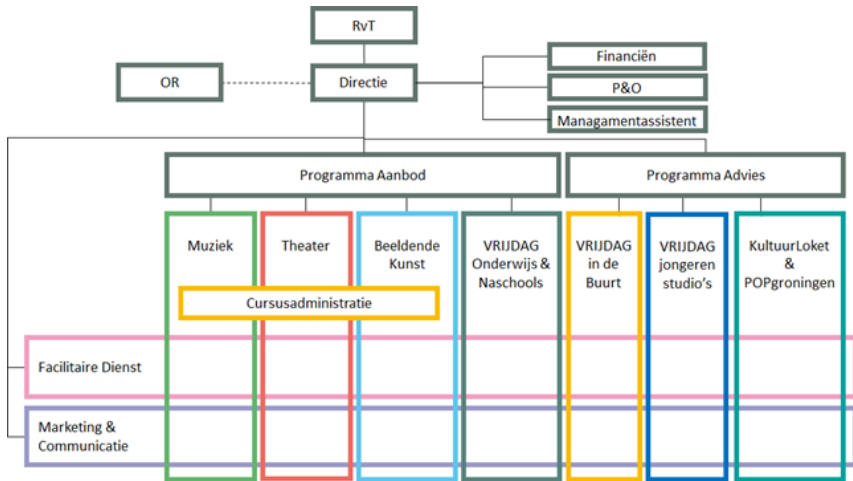 RvT
OR
Directie
Financiën
P&O
Managamentassistent
Programma Aanbod
Programma Advies
Muziek
Theater
Beeldende
Kunst
VRIJDAG
Onderwijs &
Naschools
VRIJDAG
in de
Buurt
VRIJDAG
jongeren
studio's
KultuurLoket
&
POPgroningen
Cursusadministratie
Facilitaire Dienst
Marketing &
Communicatie